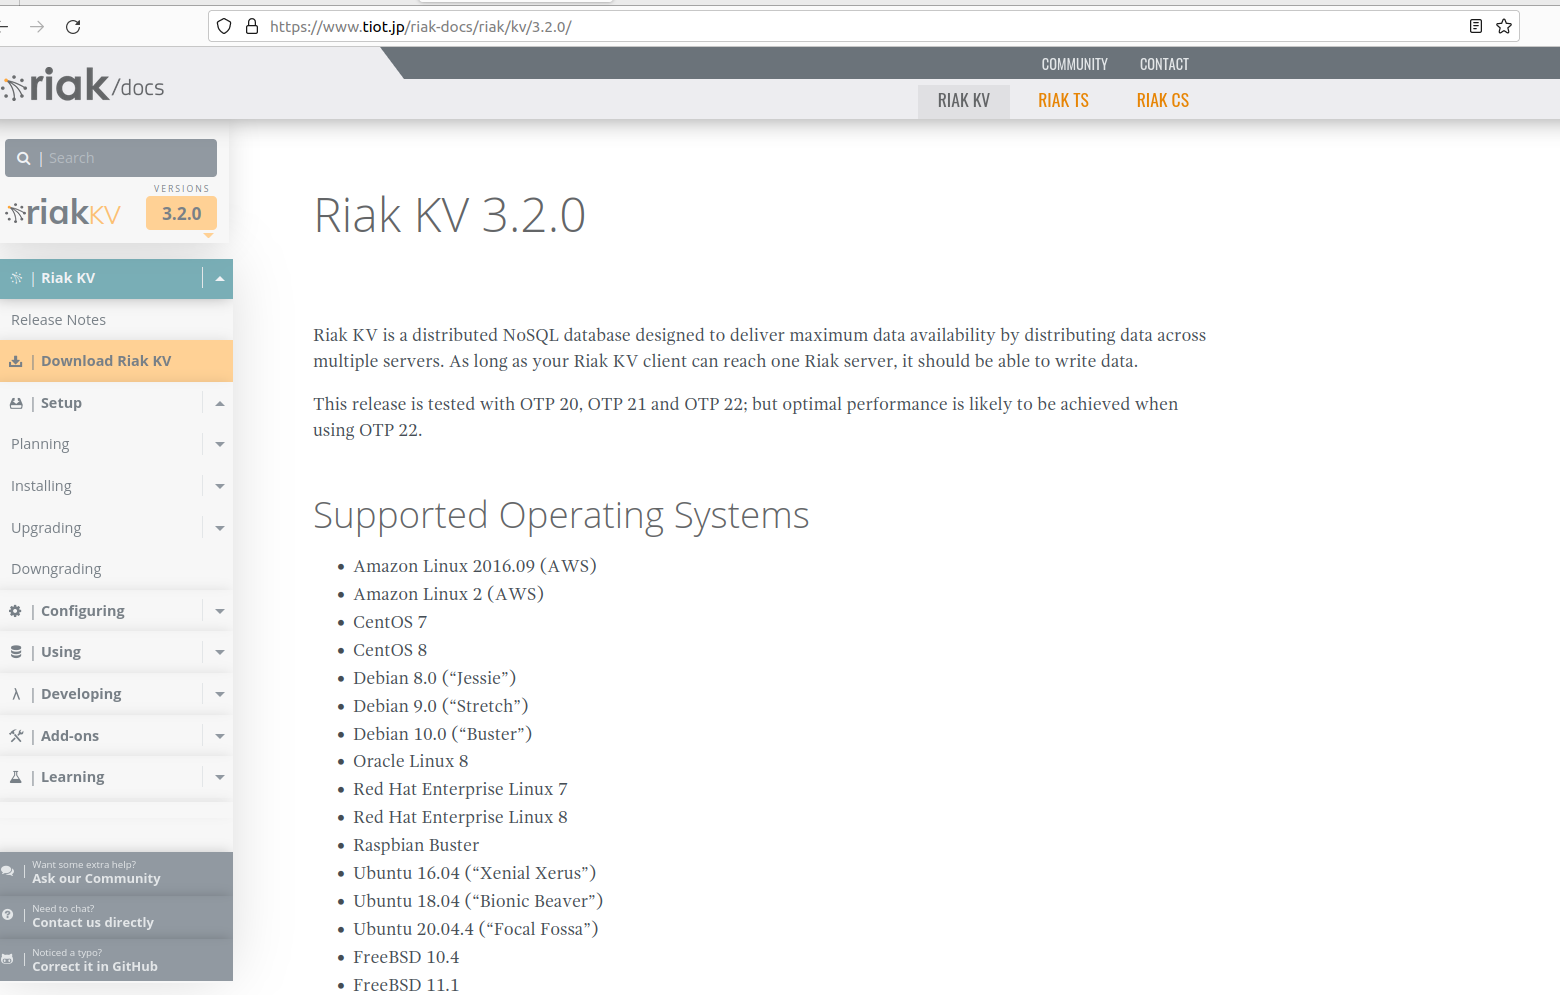 https://www.tiot.jp/riak-docs/riak/kv/3.2.0/
COMMUNITY CONTACT
riak/docs
RIAK KV RIAK TS RIAK CS
| Search
VERSIONS
riakKV 3.2.0
| Riak KV
Release Notes
| Download Riak KV
| Setup
Planning
Installing
Upgrading
Downgrading
| Configuring
| Using
λ | Developing
| Add-ons
| Learning
Want some extra help?
Ask our Community
Need to chat?
Contact us directly
Noticed a typo?
Correct it in GitHub
Riak KV 3.2.0
Riak KV is a distributed NoSQL database designed to deliver maximum data availability by distributing data across
multiple servers. As long as your Riak KV client can reach one Riak server, it should be able to write data.
This release is tested with OTP 20, OTP 21 and OTP 22; but optimal performance is likely to be achieved when
using OTP 22.
Supported Operating Systems
• Amazon Linux 2016.09 (AWS)
• Amazon Linux 2 (AWS)
• CentOS 7
• CentOS 8
• Debian 8.0 (“Jessie”)
• Debian 9.0 (“Stretch”)
• Debian 10.0 (“Buster”)
• Oracle Linux 8
• Red Hat Enterprise Linux 7
• Red Hat Enterprise Linux 8
• Raspbian Buster
• Ubuntu 16.04 (“Xenial Xerus”)
• Ubuntu 18.04 (“Bionic Beaver”)
• Ubuntu 20.04.4 (“Focal Fossa”)
• FreeBSD 10.4
• FreeBSD 11.1